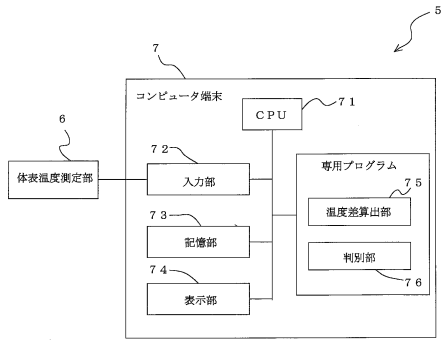 5
7
コンピュータ端末
CPU
71
6
体表温度測定部
72
入力部
専用プログラム
75
温度差算出部
73
記憶部
判別部
76
74
表示部